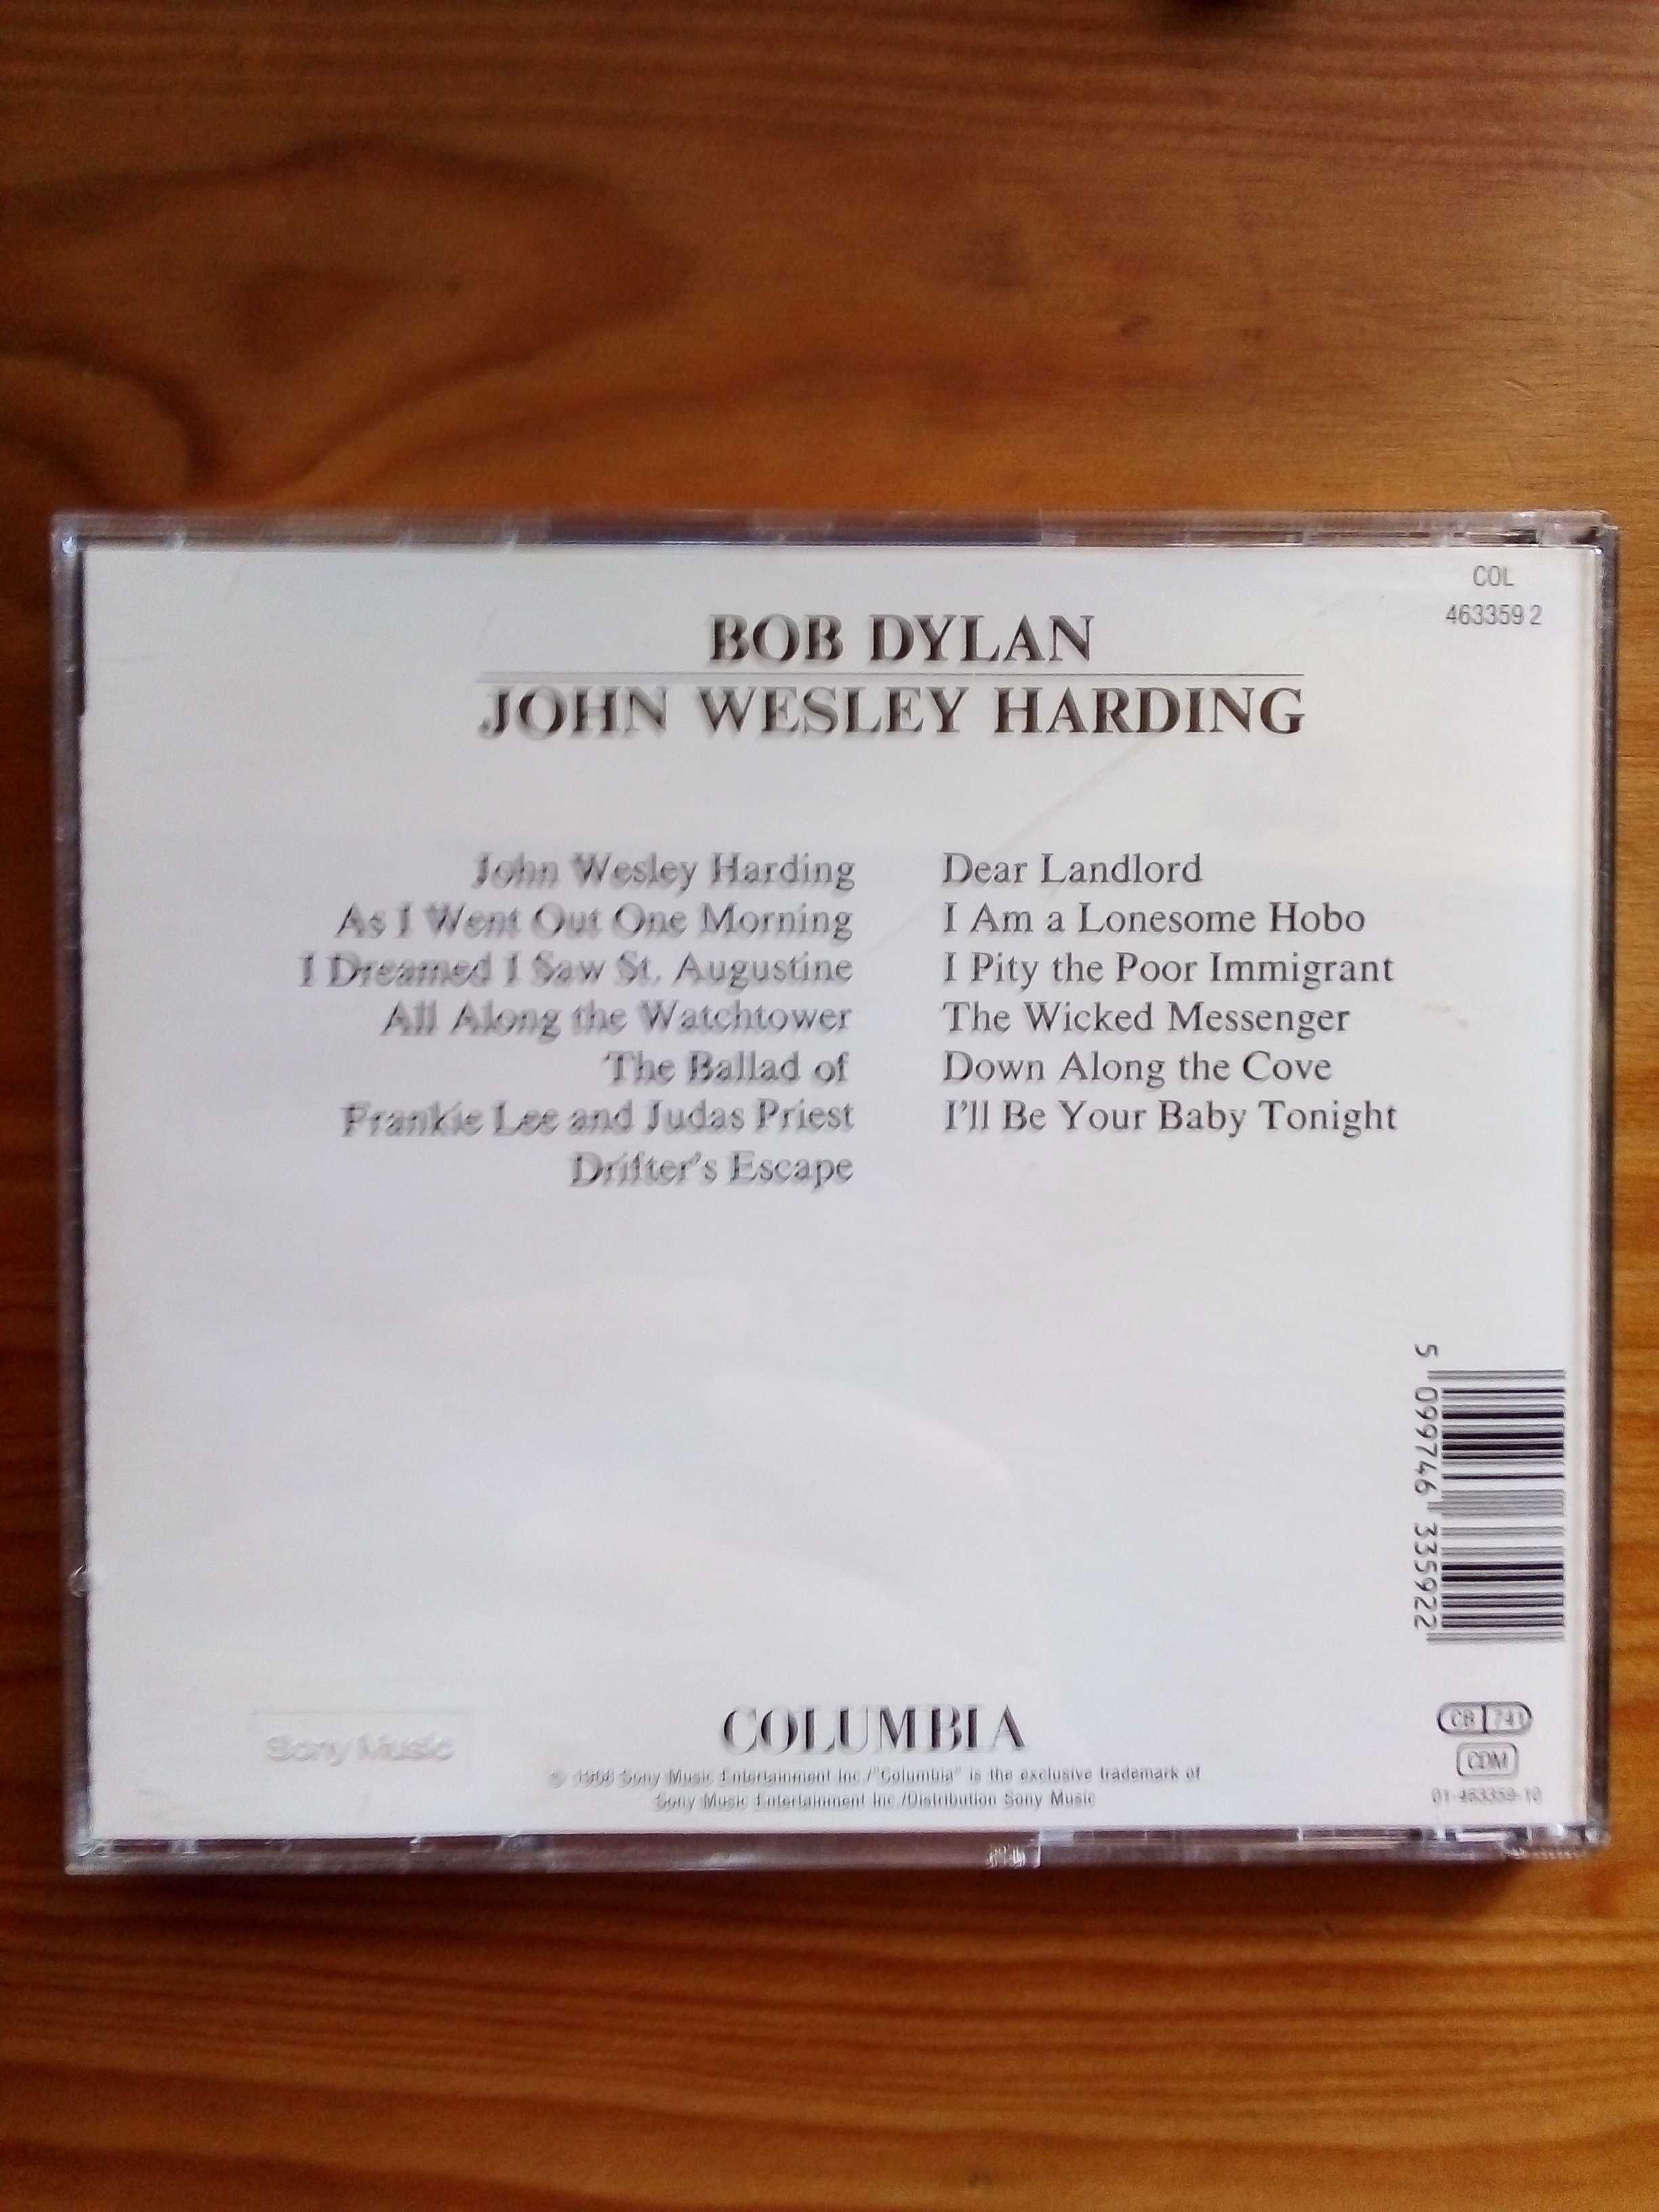 COL
463359 2
BOB DYLAN
JOHN WESLEY HARDING
John Wesley Harding
As I Went Out One Morning
I Dreamed I Saw St. Augustine
All Along the Watchtower
The Ballad of
Frankie Lee and Judas Priest
Drifter's Escape
Dear Landlord
I Am a Lonesome Hobo
I Pity the Poor Immigrant
The Wicked Messenger
Down Along the Cove
I'll Be Your Baby Tonight
5 099746 335922
Sony Music
COLUMBIA
℗ 1968 Sony Music Entertainment Inc./"Columbia" is the exclusive trademark of
Sony Music Entertainment Inc./Distribution Sony Music
CB 741
CDM
01-463359-10